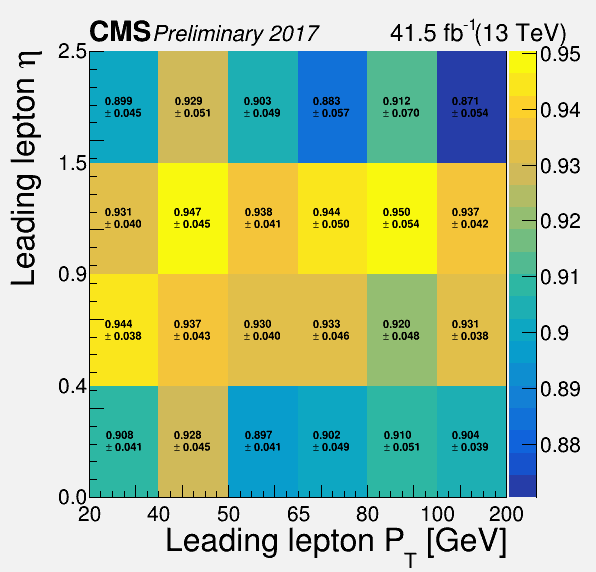 CMS Preliminary 2017 41.5 fb⁻¹(13 TeV)
Leading lepton η
2.5
1.5
0.9
0.4
0.0
0.899 0.929 0.903 0.883 0.912 0.871
± 0.045 ± 0.051 ± 0.049 ± 0.057 ± 0.070 ± 0.054
0.931 0.947 0.938 0.944 0.950 0.937
± 0.040 ± 0.045 ± 0.041 ± 0.050 ± 0.054 ± 0.042
0.944 0.937 0.930 0.933 0.920 0.931
± 0.038 ± 0.043 ± 0.040 ± 0.046 ± 0.048 ± 0.038
0.908 0.928 0.897 0.902 0.910 0.904
± 0.041 ± 0.045 ± 0.041 ± 0.049 ± 0.051 ± 0.039
0.95
0.94
0.93
0.92
0.91
0.9
0.89
0.88
20 40 50 65 80 100 200
Leading lepton P_T [GeV]